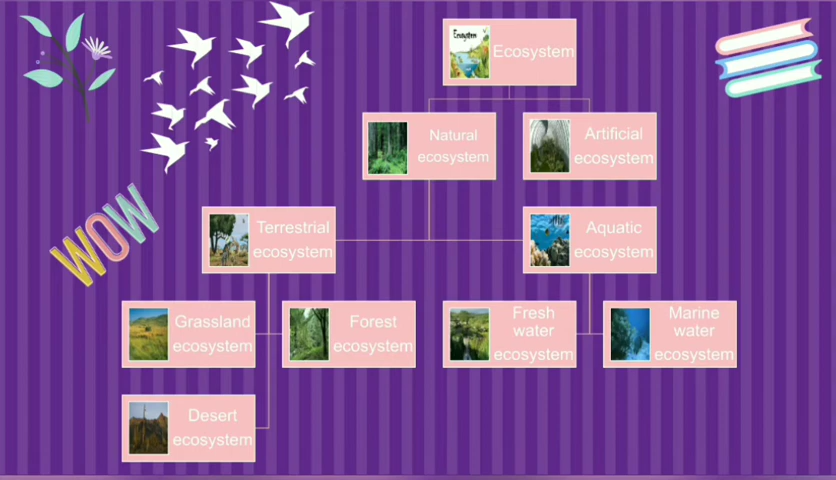 Ecosystem
Ecosystem
Natural
ecosystem
Artificial
ecosystem
WOW
Terrestrial
ecosystem
Aquatic
ecosystem
Grassland
ecosystem
Forest
ecosystem
Fresh
water
ecosystem
Marine
water
ecosystem
Desert
ecosystem